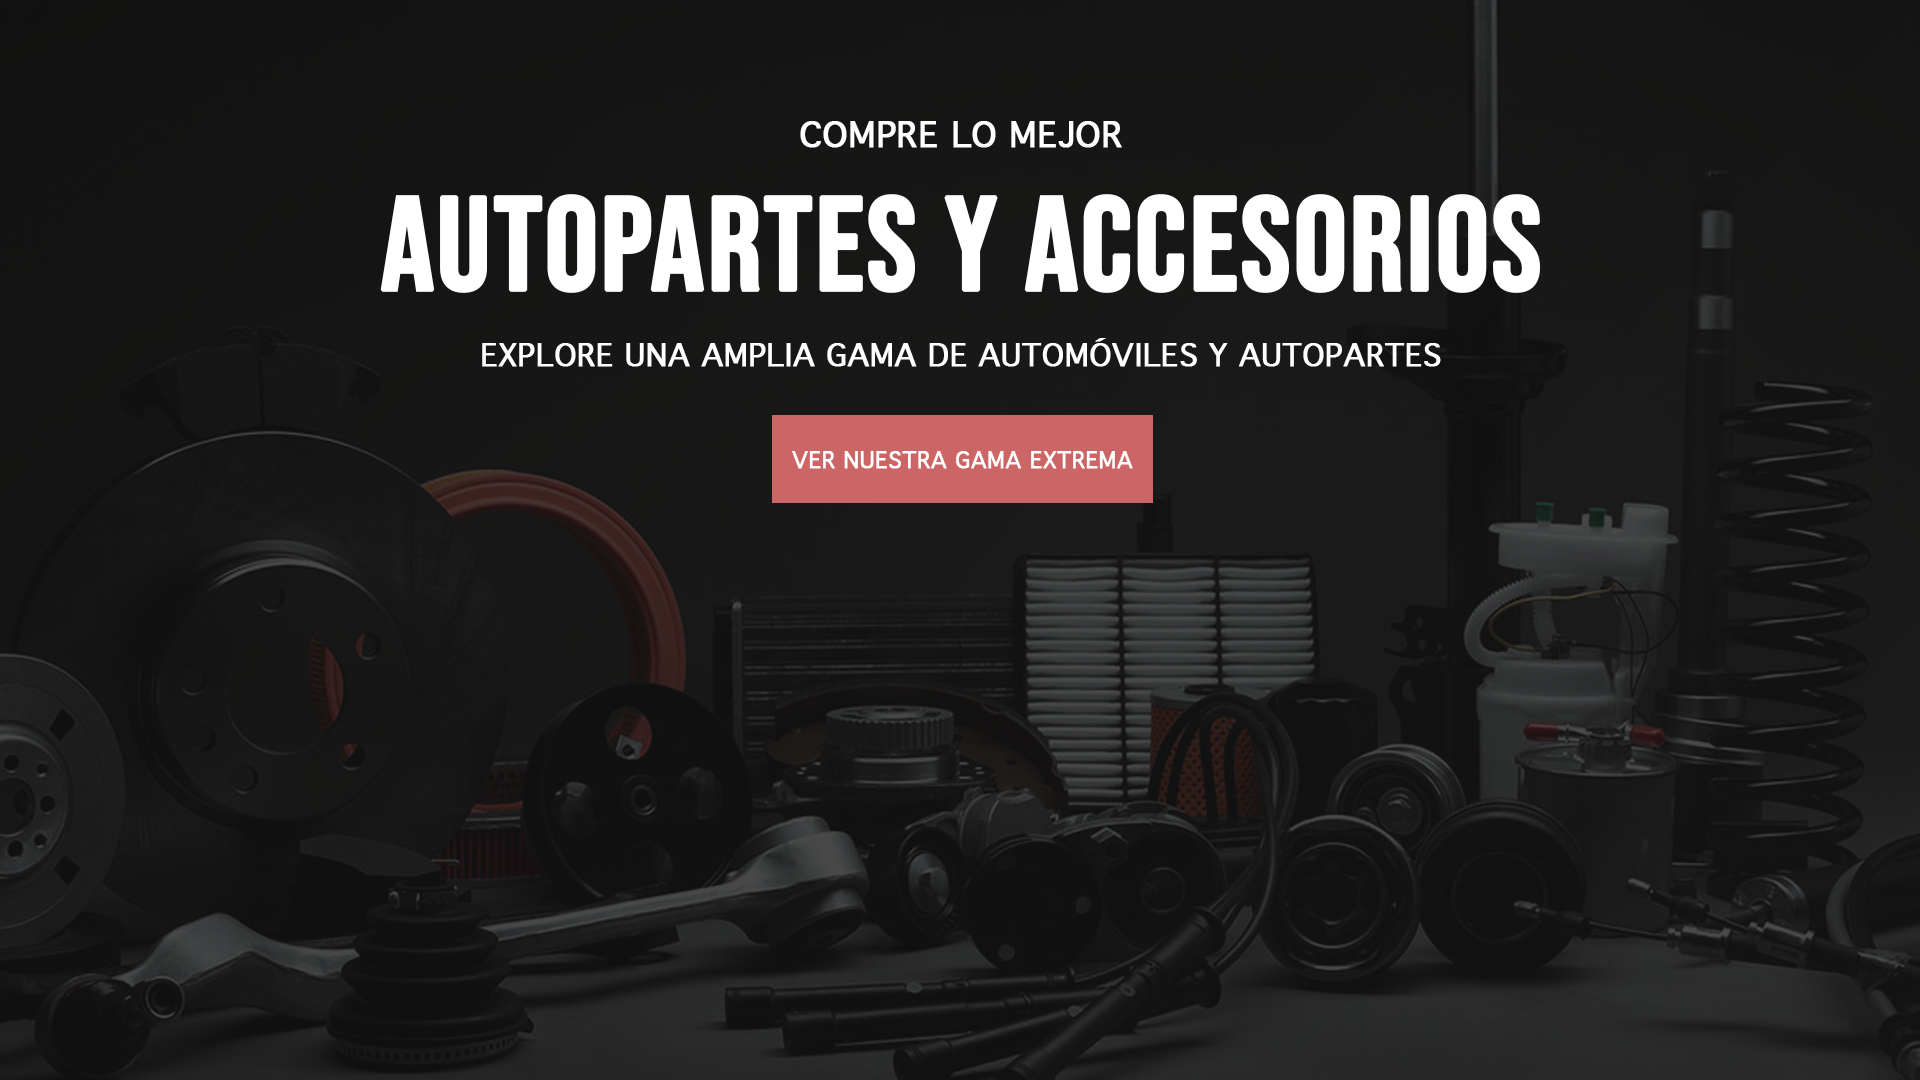 COMPRE LO MEJOR
AUTOPARTES Y ACCESORIOS
EXPLORE UNA AMPLIA GAMA DE AUTOMÓVILES Y AUTOPARTES
VER NUESTRA GAMA EXTREMA